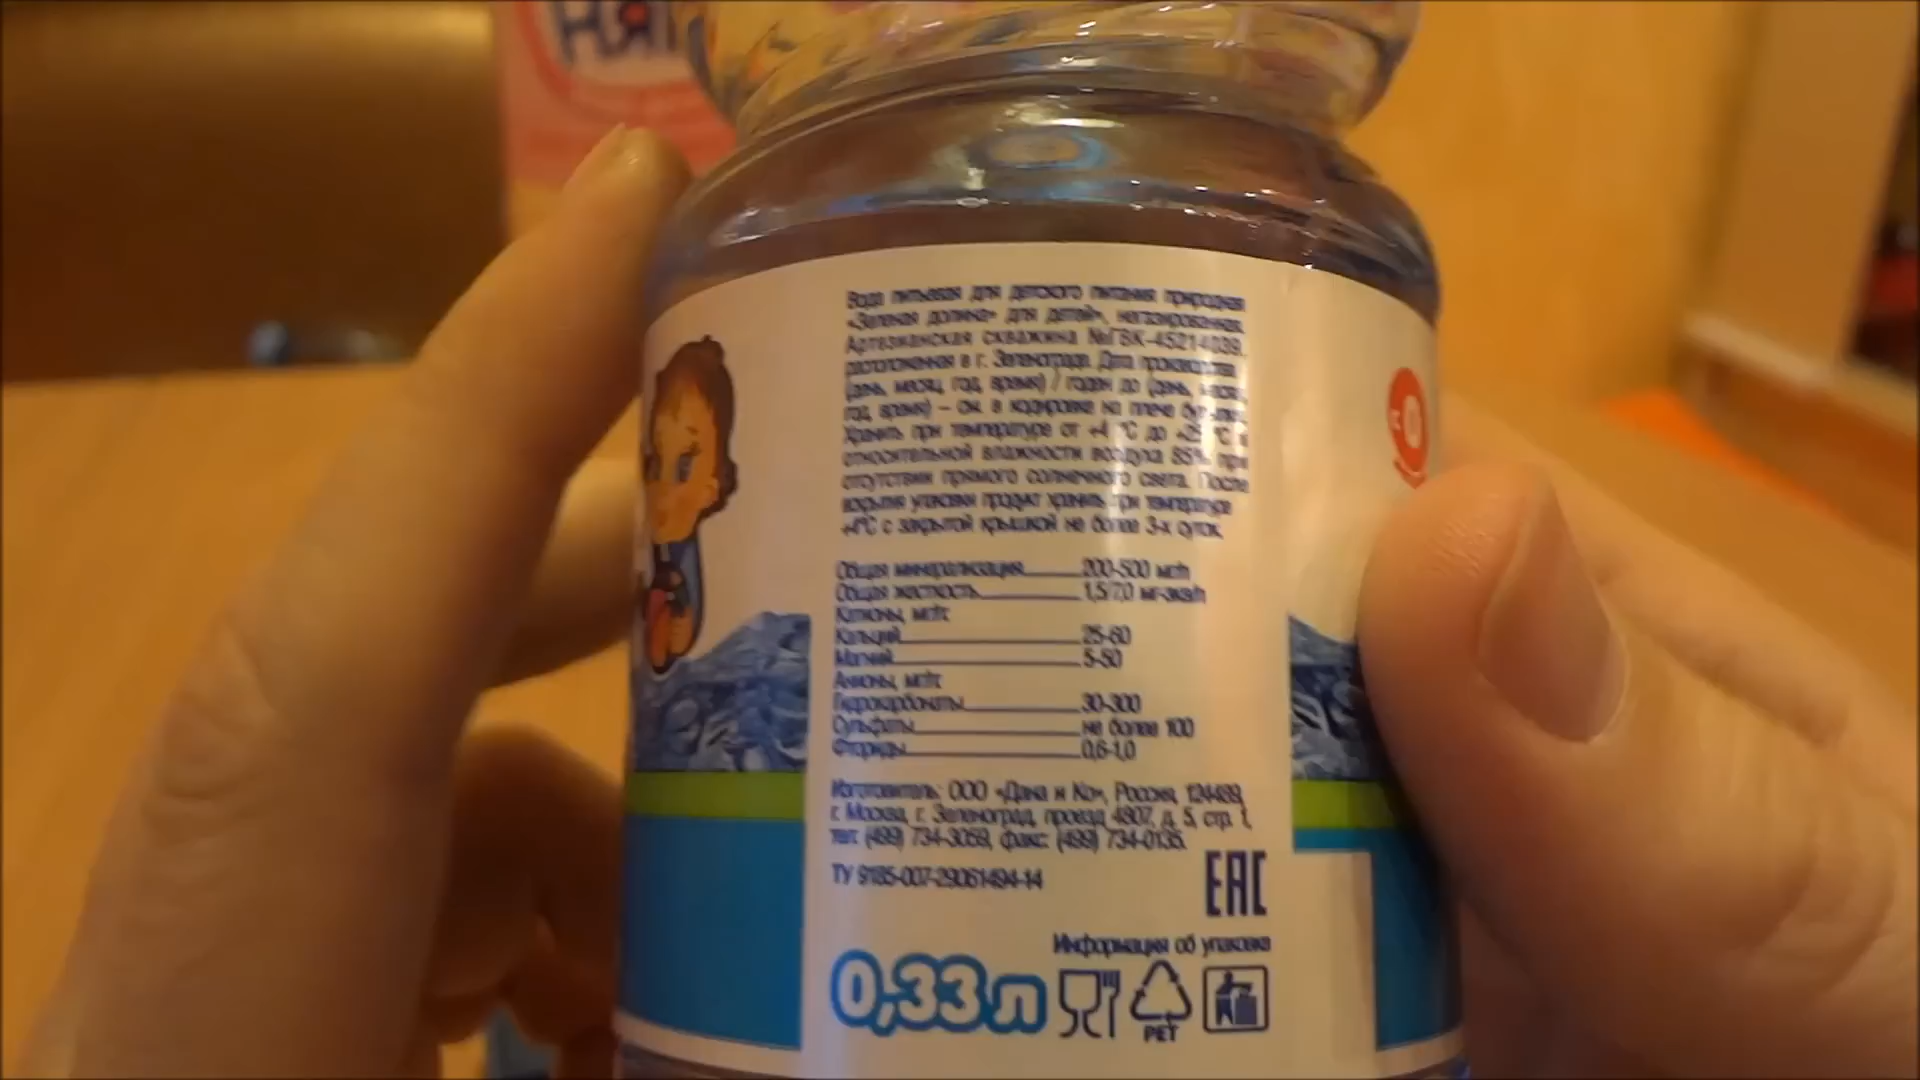 НЯ
Вода питьевая для детского питания природная
«Зеленая долина» для детей», негазированная.
Артезианская скважина №ГВК-45214039,
расположенная в г. Зеленограде. Дата производства
(день, месяц, год, время) / годен до (день, месяц,
год, время) – см. в кодировке на плече бутылки.
Хранить при температуре от +4 °С до +25 °С и
относительной влажности воздуха 85% при
отсутствии прямого солнечного света. После
вскрытия упаковки продукт хранить при температуре
+4°С с закрытой крышкой не более 3-х суток.
Общая минерализация 200-500 мг/л
Общая жесткость 1,5/7,0 мг-экв/л
Катионы, мг/л:
Кальций 25-60
Магний 5-50
Анионы, мг/л:
Гидрокарбонаты 30-300
Сульфаты не более 100
Фториды 0,6-1,0
Изготовитель: ООО «Дана и Ко», Россия, 124489,
г. Москва, г. Зеленоград, проезд 4807, д. 5, стр. 1,
тел: (499) 734-3059, факс: (499) 734-0135.
ТУ 9185-007-29061494-14
ЕАС
Информация об упаковке
0,33 л
PET